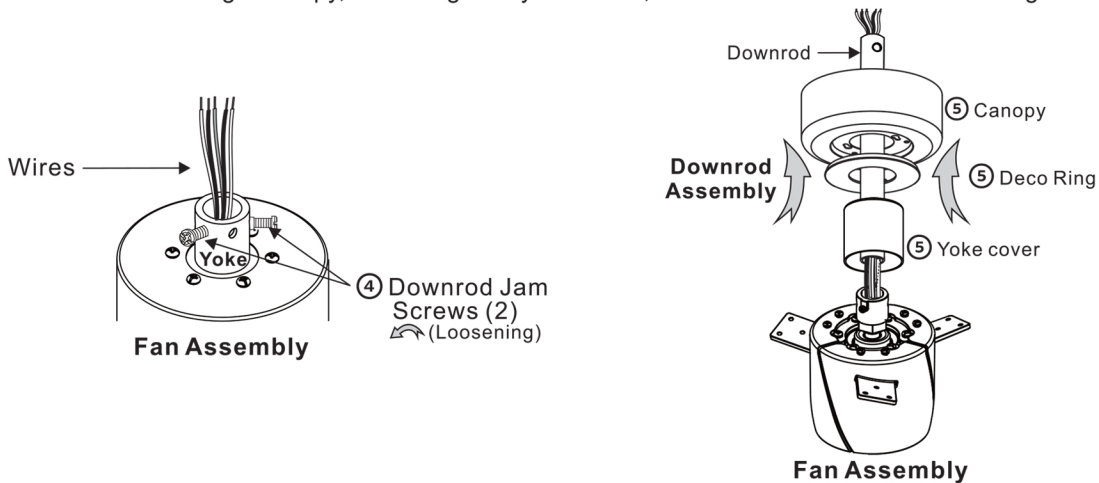 Wires
Yoke
④ Downrod Jam
Screws (2)
(Loosening)
Fan Assembly
Downrod
⑤ Canopy
Downrod
Assembly
⑤ Deco Ring
⑤ Yoke cover
Fan Assembly